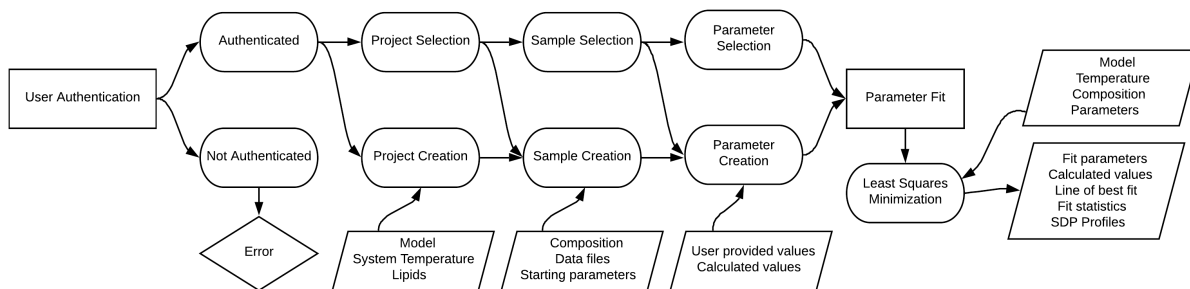 User Authentication
Authenticated
Not Authenticated
Error
Project Selection
Project Creation
Model
System Temperature
Lipids
Sample Selection
Sample Creation
Composition
Data files
Starting parameters
Parameter
Selection
Parameter
Creation
User provided values
Calculated values
Parameter Fit
Least Squares
Minimization
Model
Temperature
Composition
Parameters
Fit parameters
Calculated values
Line of best fit
Fit statistics
SDP Profiles